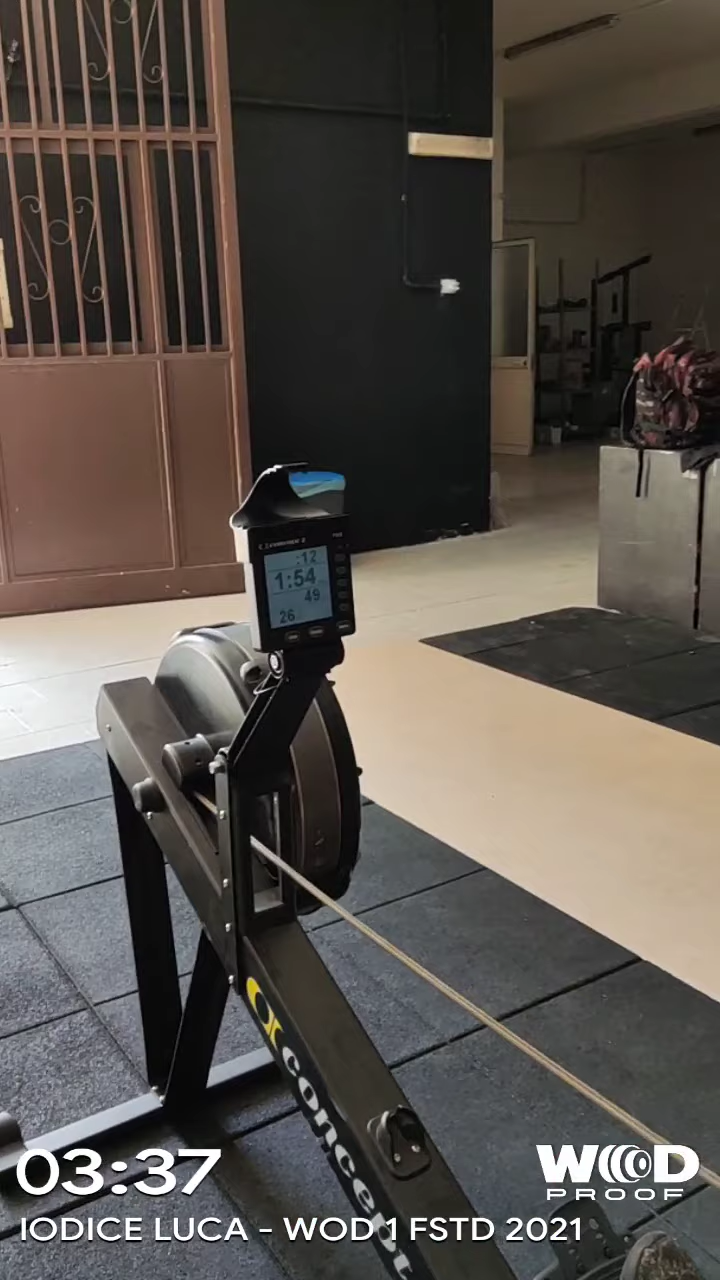 :12
1:54
49
26
concept
03:37
WOD
PROOF
IODICE LUCA - WOD 1 FSTD 2021